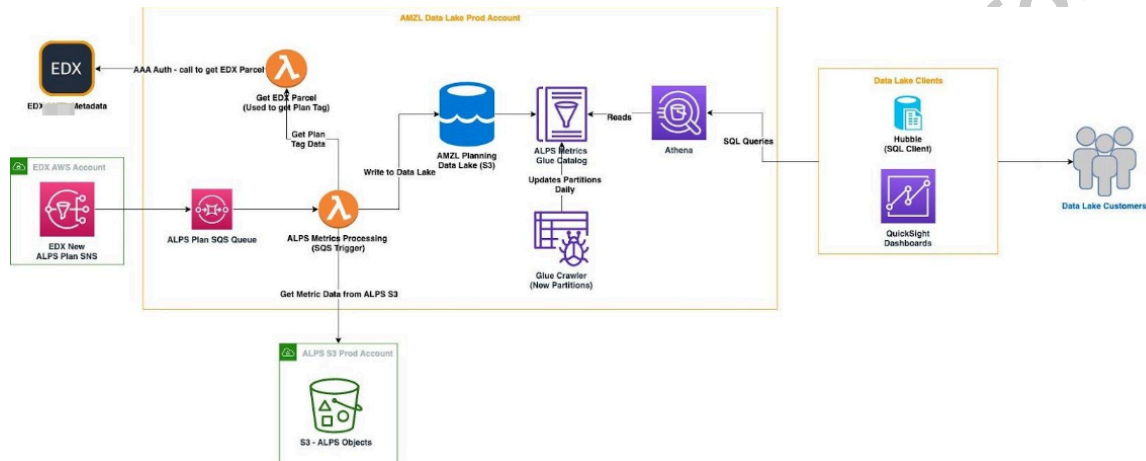 AMZL Data Lake Prod Account
EDX
AAA Auth - call to get EDX Parcel
EDX
Metadata
Get EDX Parcel
(Used to get Plan Tag)
Get Plan
Tag Data
EDX AWS Account
EDX New
ALPS Plan SNS
ALPS Plan SQS Queue
ALPS Metrics Processing
(SQS Trigger)
Write to Data Lake
AMZL Planning
Data Lake (S3)
ALPS Metrics
Glue Catalog
Reads
Athena
Updates Partitions
Daily
Glue Crawler
(New Partitions)
SQL Queries
Data Lake Clients
Hubble
(SQL Client)
QuickSight
Dashboards
Data Lake Customers
Get Metric Data from ALPS S3
ALPS S3 Prod Account
S3 - ALPS Objects